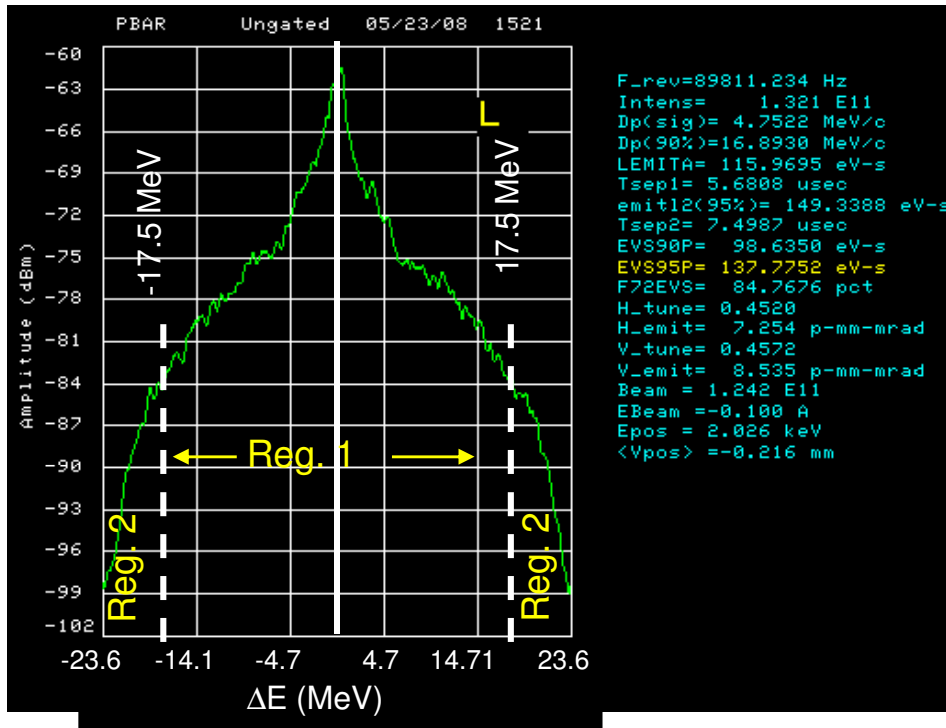 PBAR Ungated 05/23/08 1521
-60
-63
-66
-69
-72
-75
-78
-81
-84
-87
-90
-93
-96
-99
-102
Amplitude (dBm)
L
-17.5 MeV
17.5 MeV
Reg. 1
Reg. 2
Reg. 2
-23.6 -14.1 -4.7 4.7 14.71 23.6
ΔE (MeV)
F_rev=89811.234 Hz
Intens= 1.321 E11
Dp(sig)= 4.7522 MeV/c
Dp(90%)=16.8930 MeV/c
LEMITA= 115.9695 eV-s
Tsep1= 5.6808 usec
emitl2(95%)= 149.3388 eV-s
Tsep2= 7.4987 usec
EVS90P= 98.6350 eV-s
EVS95P= 137.7752 eV-s
F72EVS= 84.7676 pct
H_tune= 0.4520
H_emit= 7.254 p-mm-mrad
V_tune= 0.4572
V_emit= 8.535 p-mm-mrad
Beam = 1.242 E11
EBeam =-0.100 A
Epos = 2.026 keV
<Vpos> =-0.216 mm